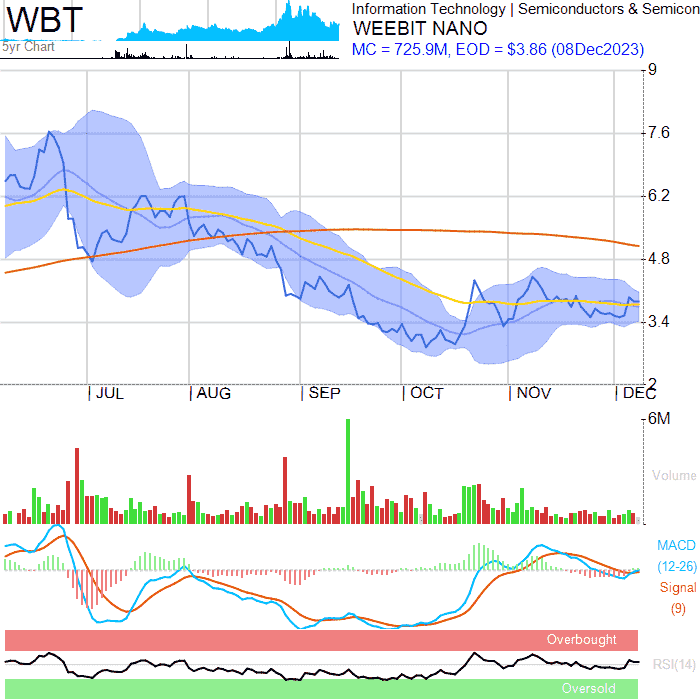 WBT
5yr Chart
Information Technology | Semiconductors & Semicon
WEEBIT NANO
MC = 725.9M, EOD = $3.86 (08Dec2023)
9
7.6
6.2
4.8
3.4
2
JUL AUG SEP OCT NOV DEC
6M
Volume
MACD
(12-26)
Signal
(9)
Overbought
RSI(14)
Oversold